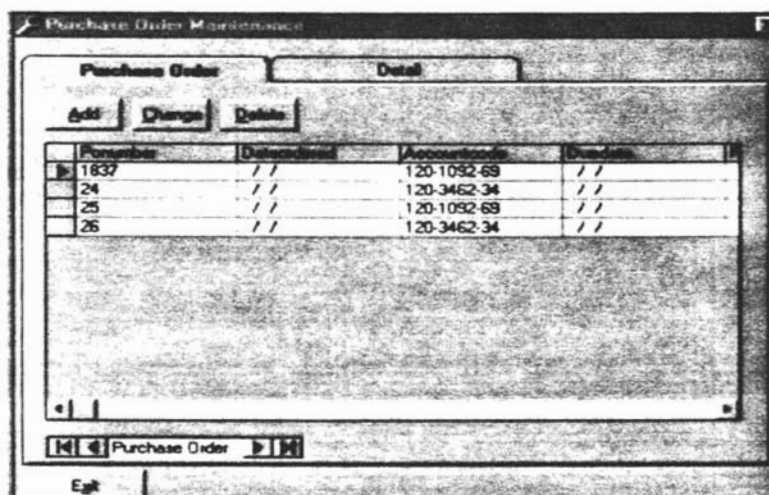 Purchase Order Maintenance
Purchase Order Detail
Add Change Delete
Ponumber Dateordered Accountcode Duedate
1837 / / 120-1092-69 / /
24 / / 120-3462-34 / /
25 / / 120-1092-69 / /
26 / / 120-3462-34 / /
Purchase Order
Exit